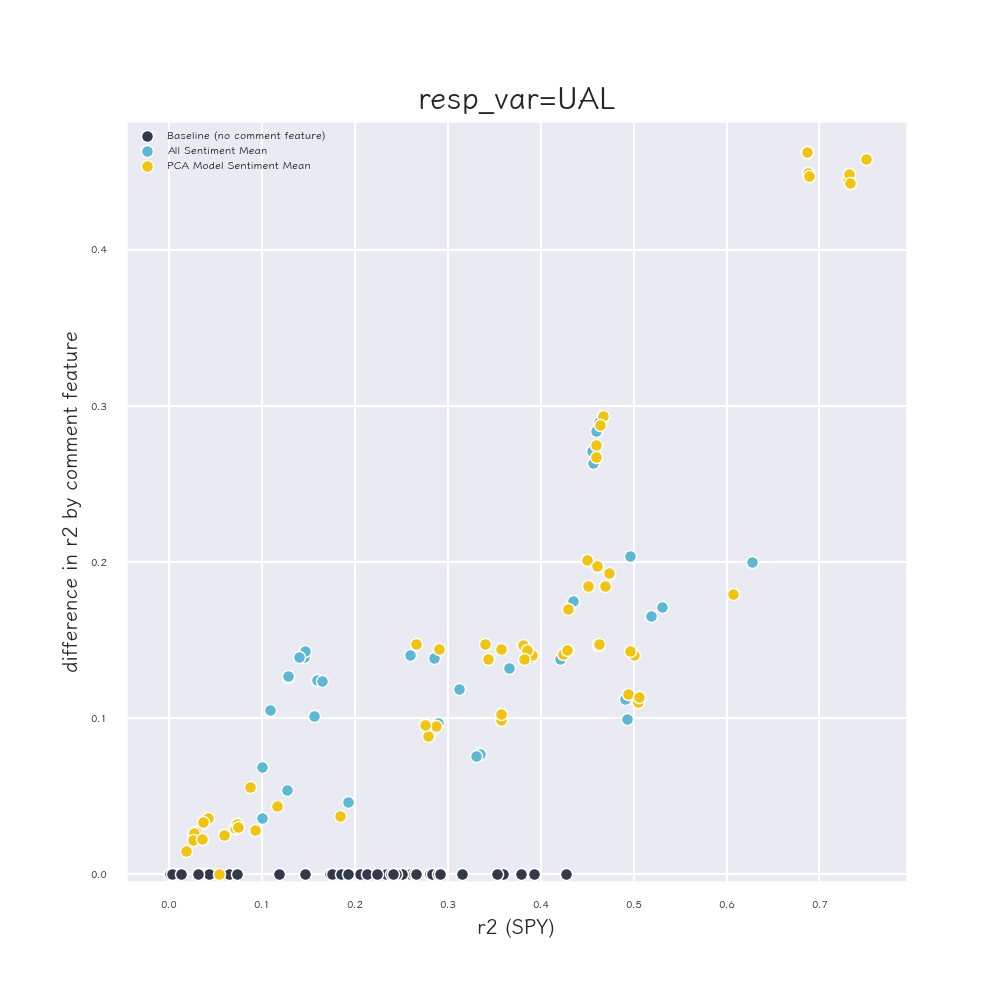 resp_var=UAL
Baseline (no comment feature)
All Sentiment Mean
PCA Model Sentiment Mean
difference in r2 by comment feature
0.4
0.3
0.2
0.1
0.0
0.0 0.1 0.2 0.3 0.4 0.5 0.6 0.7
r2 (SPY)